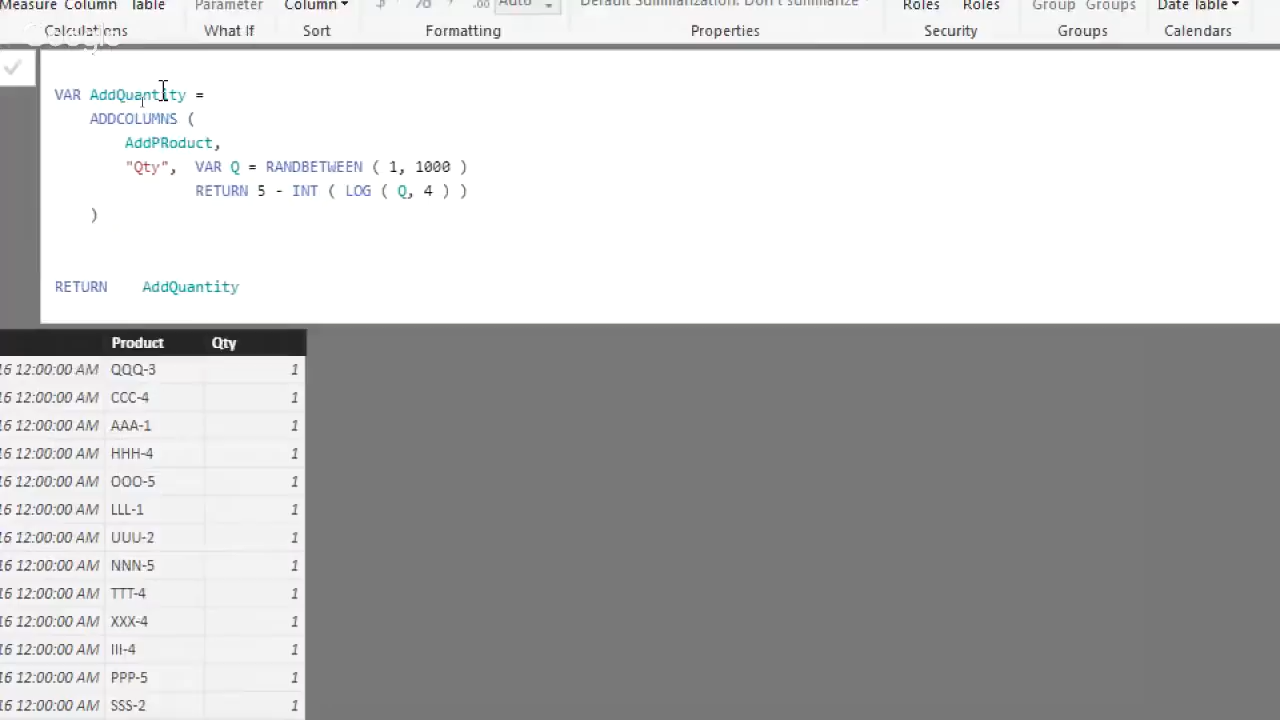 Measure Column Table Parameter Column Auto Default Summarization: Don't summarize Roles Roles Group Groups Date Table
Calculations What If Sort Formatting Properties Security Groups Calendars
Google
VAR AddQuantity =
ADDCOLUMNS (
AddPRoduct,
"Qty", VAR Q = RANDBETWEEN ( 1, 1000 )
RETURN 5 - INT ( LOG ( Q, 4 ) )
)
RETURN AddQuantity
Product Qty
16 12:00:00 AM QQQ-3 1
16 12:00:00 AM CCC-4 1
16 12:00:00 AM AAA-1 1
16 12:00:00 AM HHH-4 1
16 12:00:00 AM OOO-5 1
16 12:00:00 AM LLL-1 1
16 12:00:00 AM UUU-2 1
16 12:00:00 AM NNN-5 1
16 12:00:00 AM TTT-4 1
16 12:00:00 AM XXX-4 1
16 12:00:00 AM III-4 1
16 12:00:00 AM PPP-5 1
16 12:00:00 AM SSS-2 1